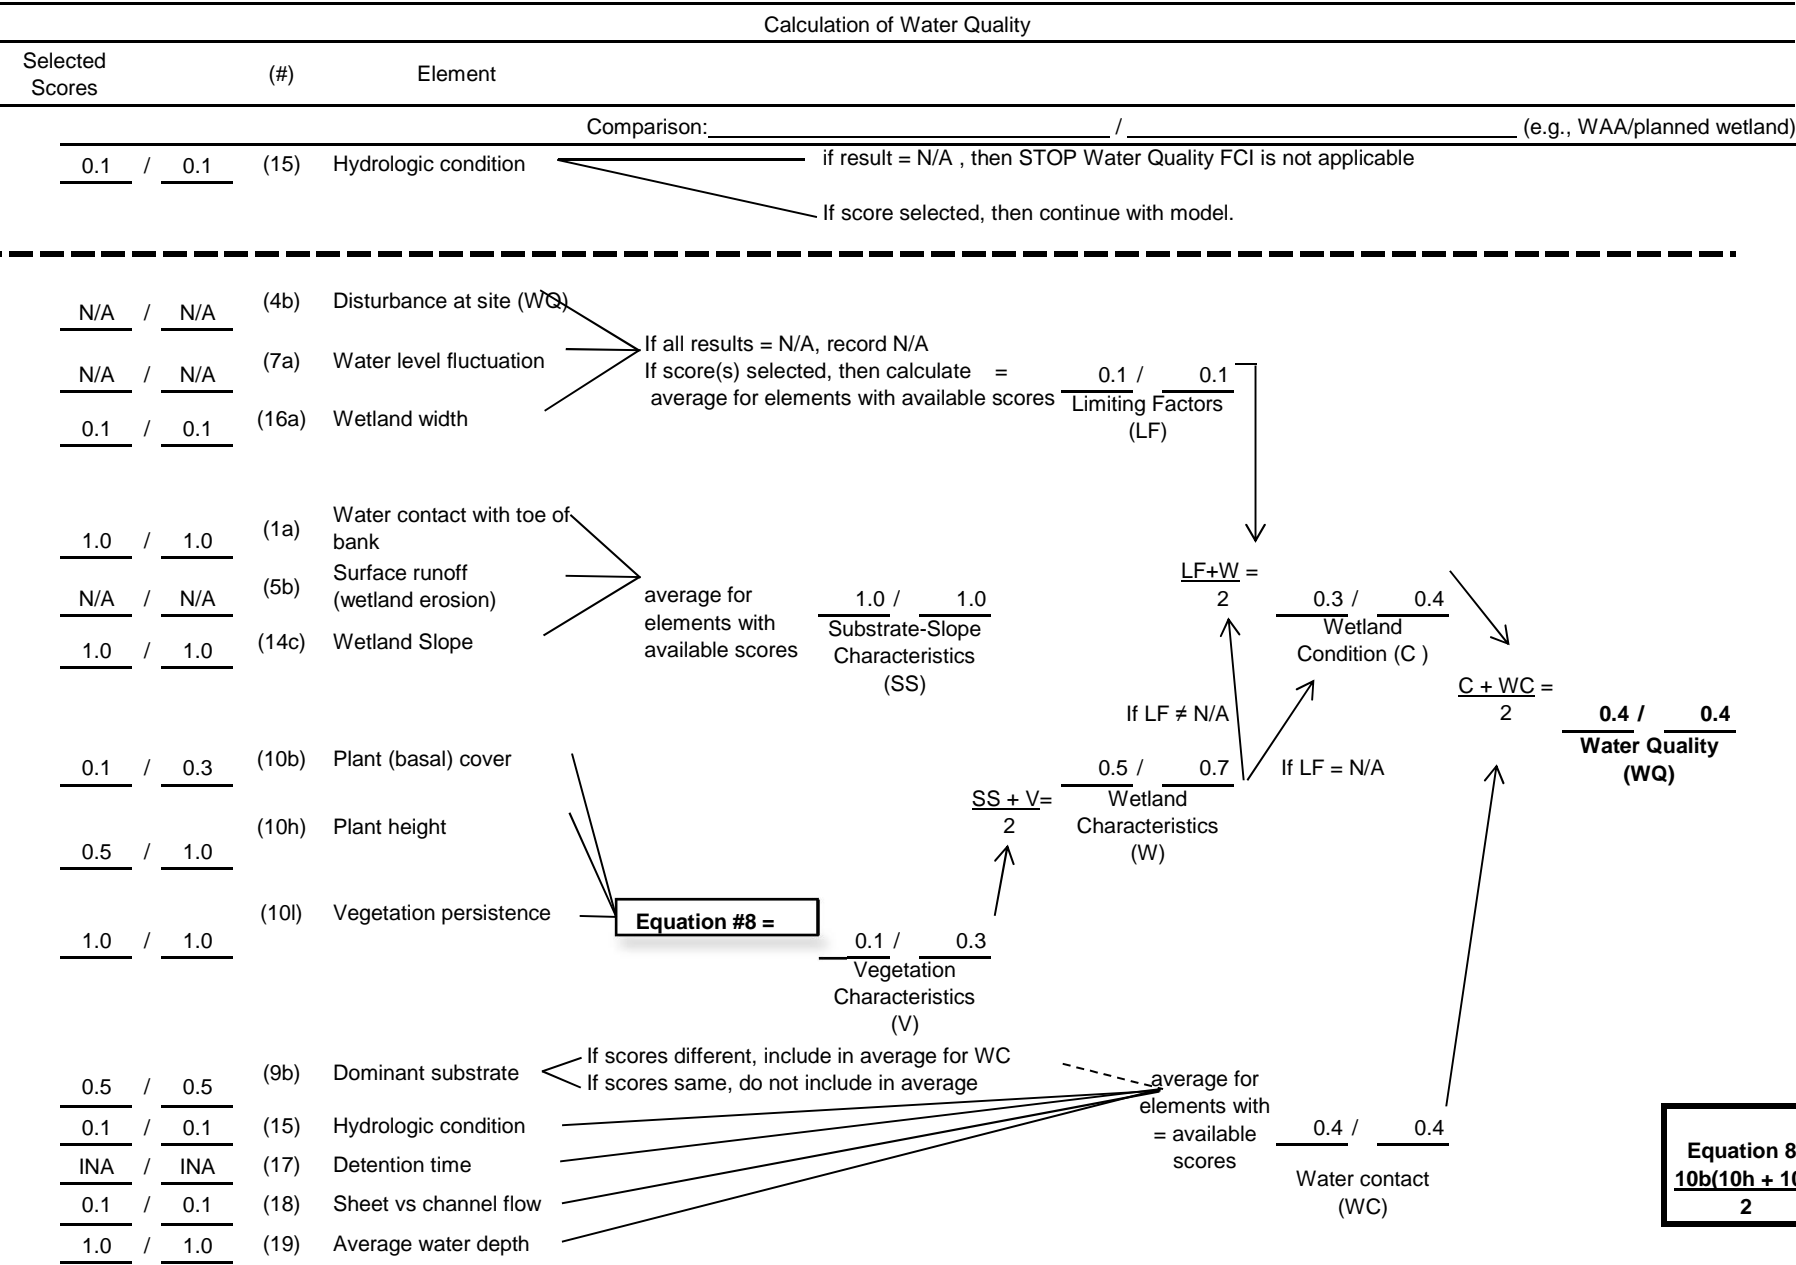 Calculation of Water Quality
Selected
Scores
(#)
Element
Comparison: / (e.g., WAA/planned wetland)
0.1 / 0.1 (15) Hydrologic condition
if result = N/A , then STOP Water Quality FCI is not applicable
If score selected, then continue with model.
N/A / N/A (4b) Disturbance at site (WQ)
N/A / N/A (7a) Water level fluctuation
0.1 / 0.1 (16a) Wetland width
If all results = N/A, record N/A
If score(s) selected, then calculate =
average for elements with available scores
0.1 / 0.1
Limiting Factors
(LF)
1.0 / 1.0 (1a) Water contact with toe of
bank
N/A / N/A (5b) Surface runoff
(wetland erosion)
1.0 / 1.0 (14c) Wetland Slope
average for
elements with
available scores
1.0 / 1.0
Substrate-Slope
Characteristics
(SS)
LF+W =
2
0.3 / 0.4
Wetland
Condition (C )
If LF ≠ N/A
If LF = N/A
C + WC =
2
0.4 / 0.4
Water Quality
(WQ)
0.1 / 0.3 (10b) Plant (basal) cover
0.5 / 1.0 (10h) Plant height
1.0 / 1.0 (10l) Vegetation persistence
SS + V=
2
0.5 / 0.7
Wetland
Characteristics
(W)
Equation #8 =
0.1 / 0.3
Vegetation
Characteristics
(V)
0.5 / 0.5 (9b) Dominant substrate
If scores different, include in average for WC
If scores same, do not include in average
0.1 / 0.1 (15) Hydrologic condition
INA / INA (17) Detention time
0.1 / 0.1 (18) Sheet vs channel flow
1.0 / 1.0 (19) Average water depth
average for
elements with
= available
scores
0.4 / 0.4
Water contact
(WC)
Equation 8
10b(10h + 10
2